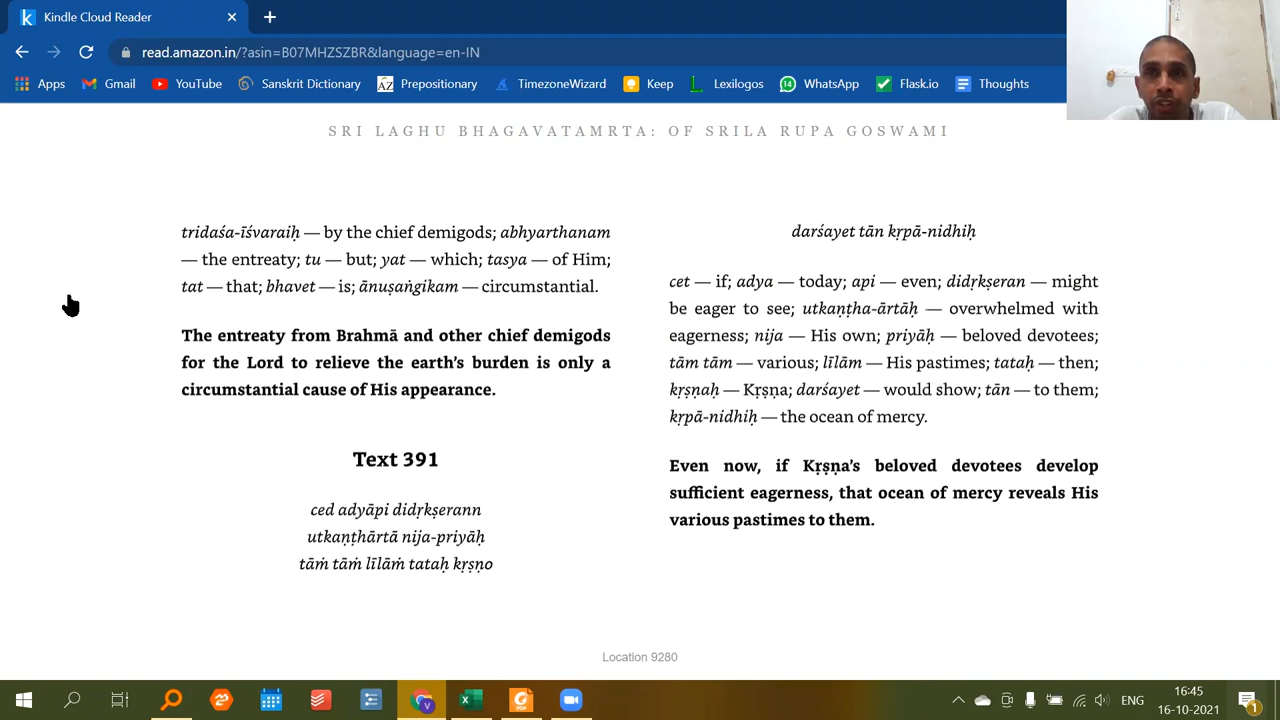 Kindle Cloud Reader
read.amazon.in/?asin=B07MHZSZBR&language=en-IN
Apps Gmail YouTube Sanskrit Dictionary Prepositionary TimezoneWizard Keep Lexilogos WhatsApp Flask.io Thoughts
SRI LAGHU BHAGAVATAMRTA: OF SRILA RUPA GOSWAMI
tridaśa-īśvaraiḥ — by the chief demigods; abhyarthanam
— the entreaty; tu — but; yat — which; tasya — of Him;
tat — that; bhavet — is; ānuṣaṅgikam — circumstantial.
The entreaty from Brahmā and other chief demigods
for the Lord to relieve the earth’s burden is only a
circumstantial cause of His appearance.
Text 391
ced adyāpi didṛkṣerann
utkaṇṭhārtā nija-priyāḥ
tāṁ tāṁ līlāṁ tataḥ kṛṣṇo
darśayet tān kṛpā-nidhiḥ
cet — if; adya — today; api — even; didṛkṣeran — might
be eager to see; utkaṇṭha-ārtāḥ — overwhelmed with
eagerness; nija — His own; priyāḥ — beloved devotees;
tām tām — various; līlām — His pastimes; tataḥ — then;
kṛṣṇaḥ — Kṛṣṇa; darśayet — would show; tān — to them;
kṛpā-nidhiḥ — the ocean of mercy.
Even now, if Kṛṣṇa’s beloved devotees develop
sufficient eagerness, that ocean of mercy reveals His
various pastimes to them.
Location 9280
ENG
16:45
16-10-2021